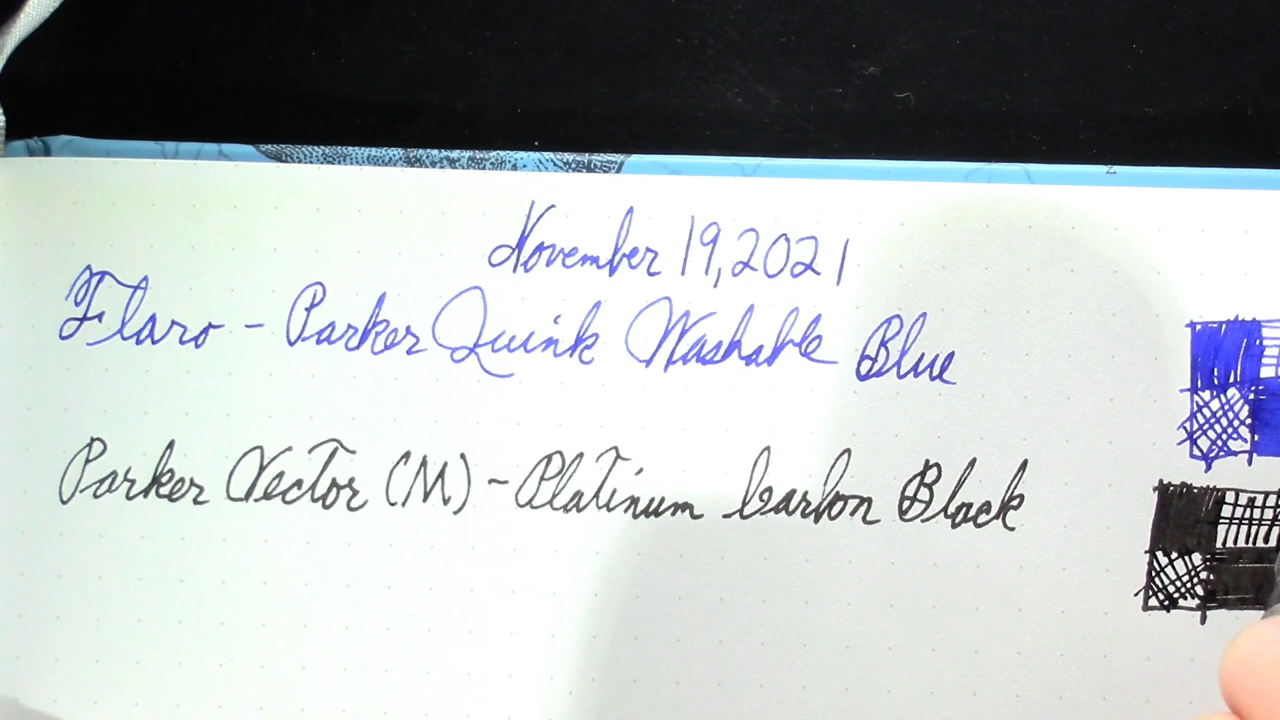 November 19, 2021
Flaro - Parker Quink Washable Blue
Parker Vector (M) - Platinum Carbon Black